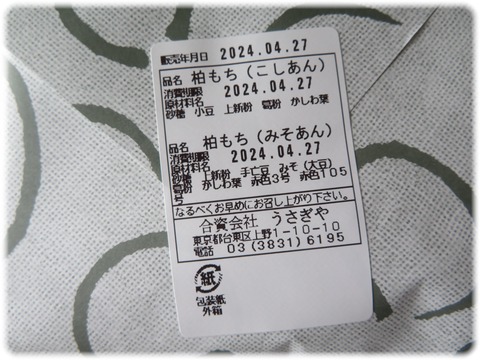 製造年月日 2024.04.27
品名 柏もち(こしあん)
消費期限 2024.04.27
原材料名
砂糖 小豆 上新粉 葛粉 かしわ葉
品名 柏もち(みそあん)
消費期限 2024.04.27
原材料名
砂糖 上新粉 手亡豆 みそ(大豆)
葛粉 かしわ葉 赤色3号 赤色105
号
なるべくお早めにお召し上がり下さい。
合資会社 うさぎや
東京都台東区上野1-10-10
電話 03(3831)6195
紙
包装紙
外箱